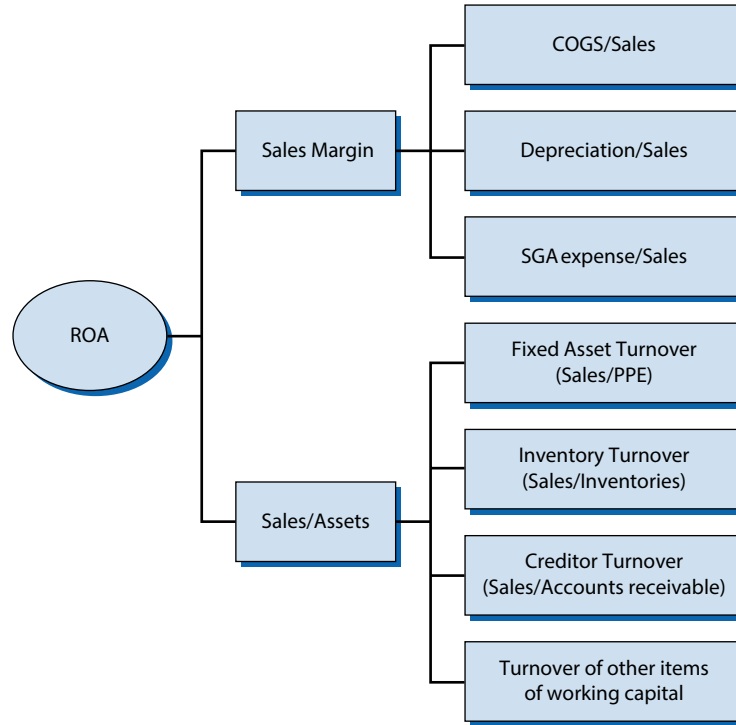 COGS/Sales
Sales Margin
Depreciation/Sales
SGA expense/Sales
ROA
Fixed Asset Turnover
(Sales/PPE)
Inventory Turnover
(Sales/Inventories)
Sales/Assets
Creditor Turnover
(Sales/Accounts receivable)
Turnover of other items
of working capital